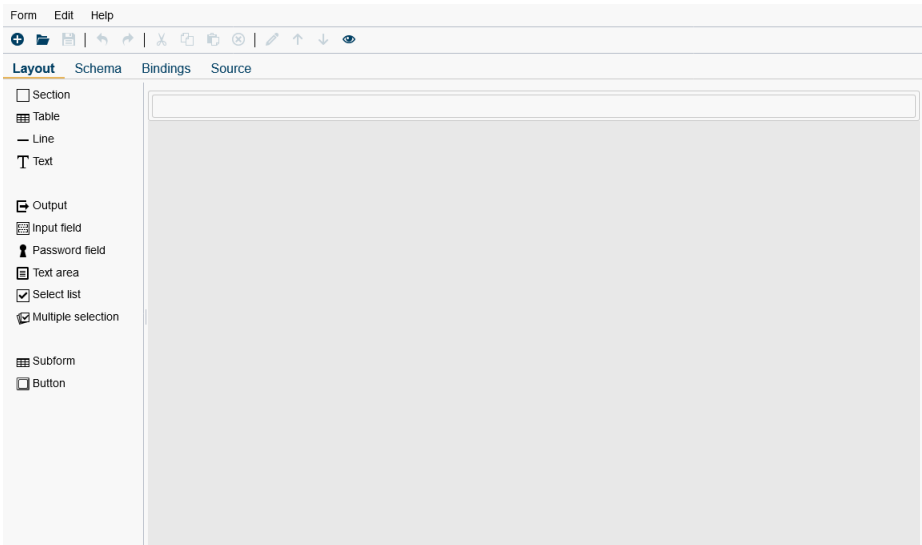 Form Edit Help
Layout Schema Bindings Source
Section
Table
Line
Text
Output
Input field
Password field
Text area
Select list
Multiple selection
Subform
Button